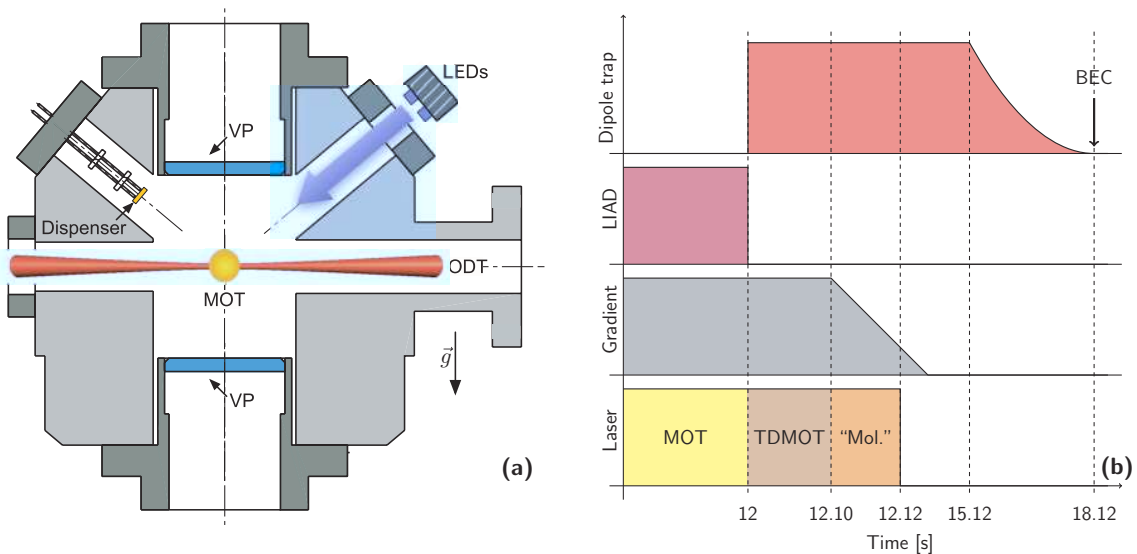 LEDs
VP
Dispenser
ODT
MOT
g
VP
(a)
Dipole trap
BEC
LIAD
Gradient
Laser
MOT
TDMOT
“Mol.”
(b)
12
12.10
12.12
15.12
18.12
Time [s]